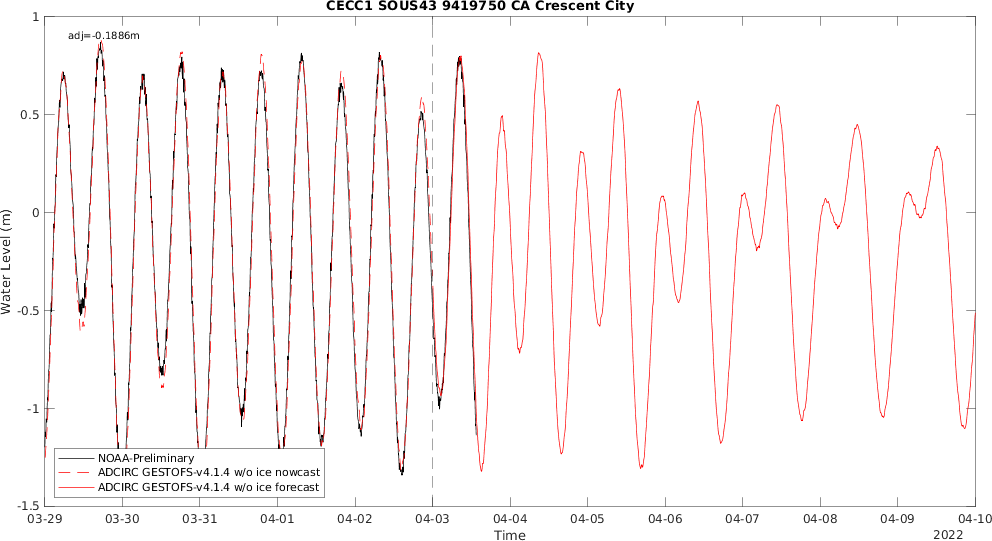 CECC1 SOUS43 9419750 CA Crescent City
adj=-0.1886m
1
0.5
0
-0.5
-1
-1.5
Water Level (m)
NOAA-Preliminary
ADCIRC GESTOFS-v4.1.4 w/o ice nowcast
ADCIRC GESTOFS-v4.1.4 w/o ice forecast
03-29 03-30 03-31 04-01 04-02 04-03 04-04 04-05 04-06 04-07 04-08 04-09 04-10
Time
2022